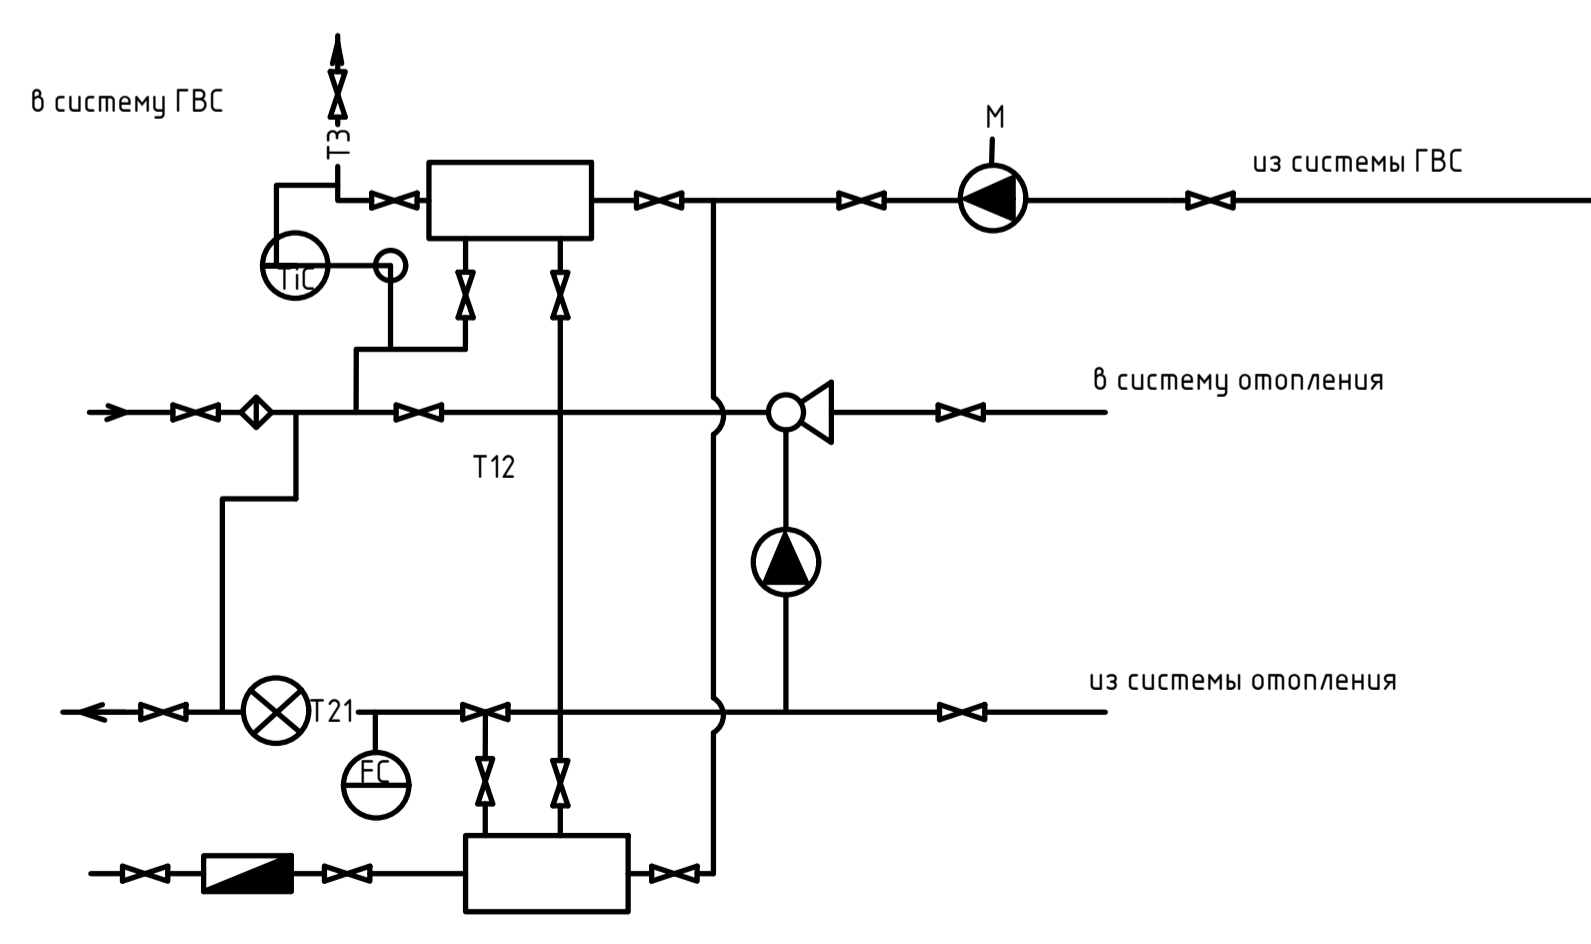 в систему ГВС
Т3
М
из системы ГВС
TiC
в систему отопления
Т12
из системы отопления
Т21
FC